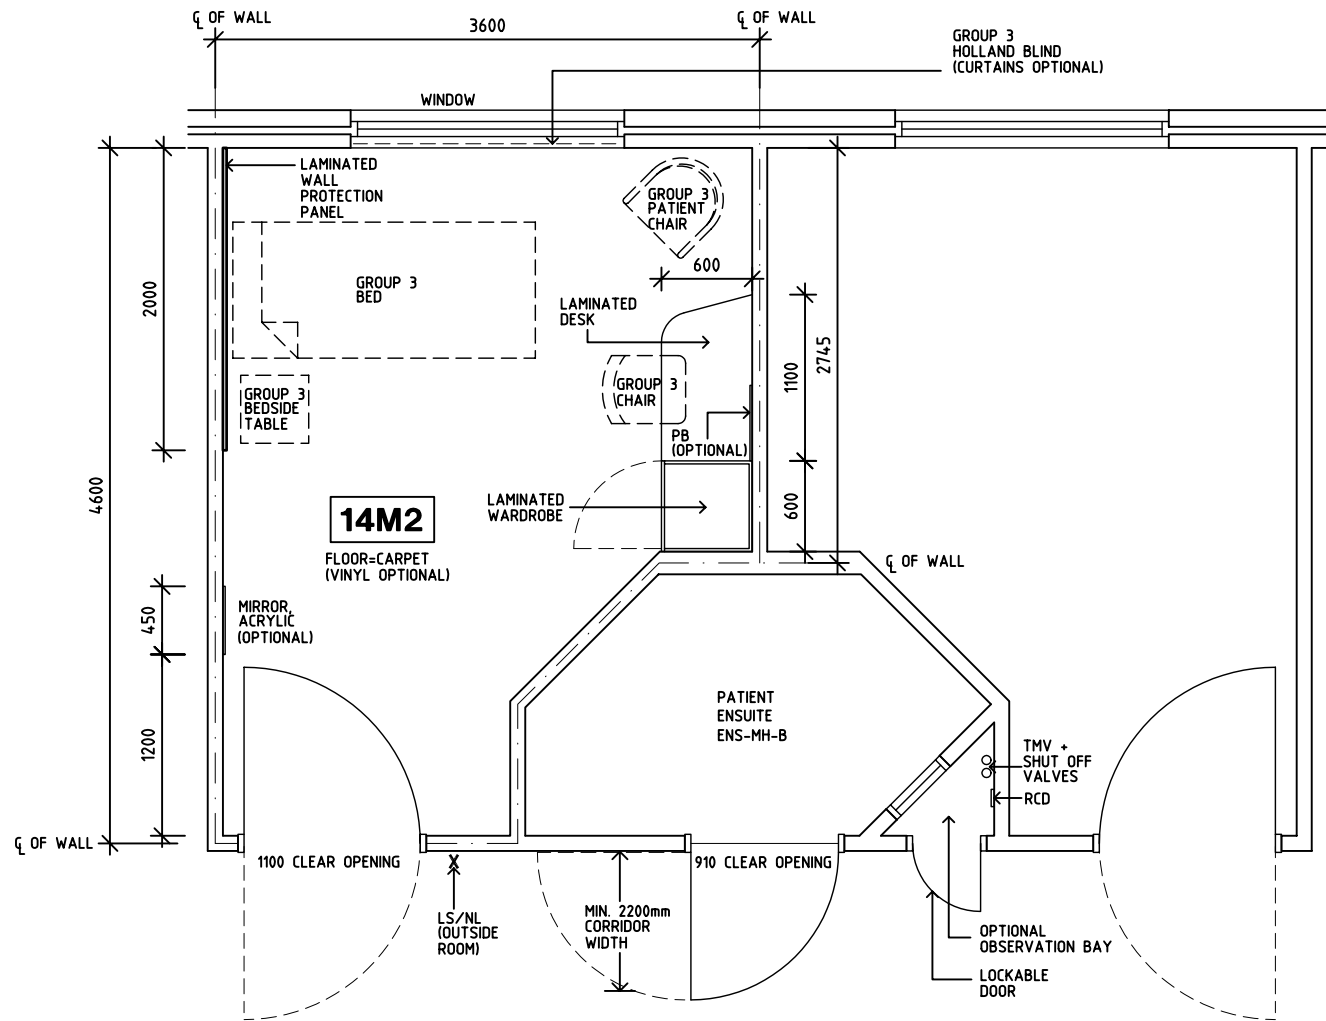 ℄ OF WALL
3600
℄ OF WALL
GROUP 3
HOLLAND BLIND
(CURTAINS OPTIONAL)
WINDOW
LAMINATED
WALL
PROTECTION
PANEL
GROUP 3
PATIENT
CHAIR
600
GROUP 3
BED
LAMINATED
DESK
2000
2745
1100
GROUP 3
BEDSIDE
TABLE
GROUP 3
CHAIR
PB
(OPTIONAL)
4600
LAMINATED
WARDROBE
600
14M2
FLOOR=CARPET
(VINYL OPTIONAL)
℄ OF WALL
450
MIRROR,
ACRYLIC
(OPTIONAL)
1200
PATIENT
ENSUITE
ENS-MH-B
TMV +
SHUT OFF
VALVES
RCD
℄ OF WALL
1100 CLEAR OPENING
X
910 CLEAR OPENING
LS/NL
(OUTSIDE
ROOM)
MIN. 2200mm
CORRIDOR
WIDTH
OPTIONAL
OBSERVATION BAY
LOCKABLE
DOOR